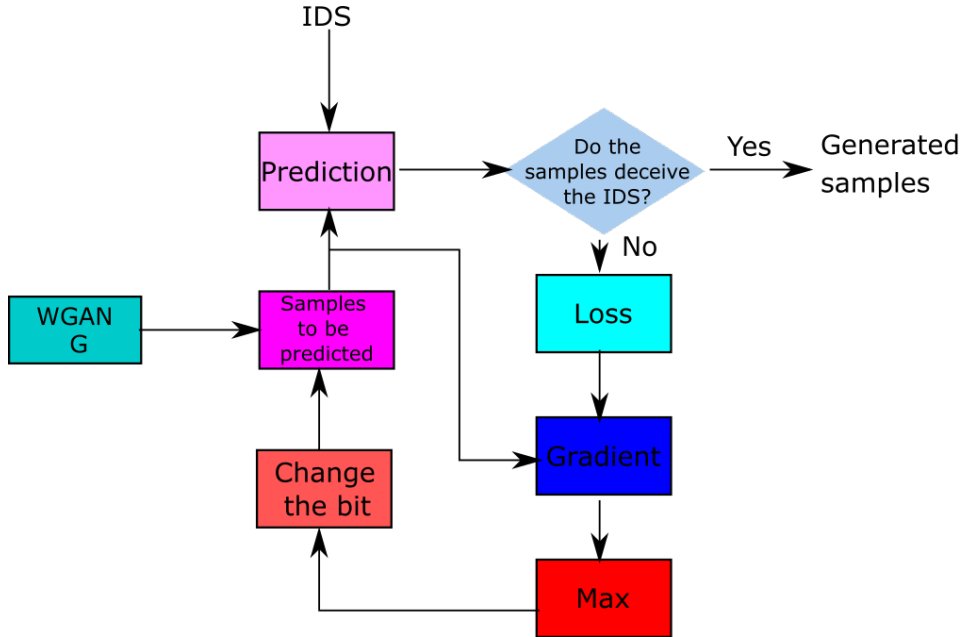 IDS
Prediction
Do the
samples deceive
the IDS?
Yes
Generated
samples
No
WGAN
G
Samples
to be
predicted
Loss
Change
the bit
Gradient
Max